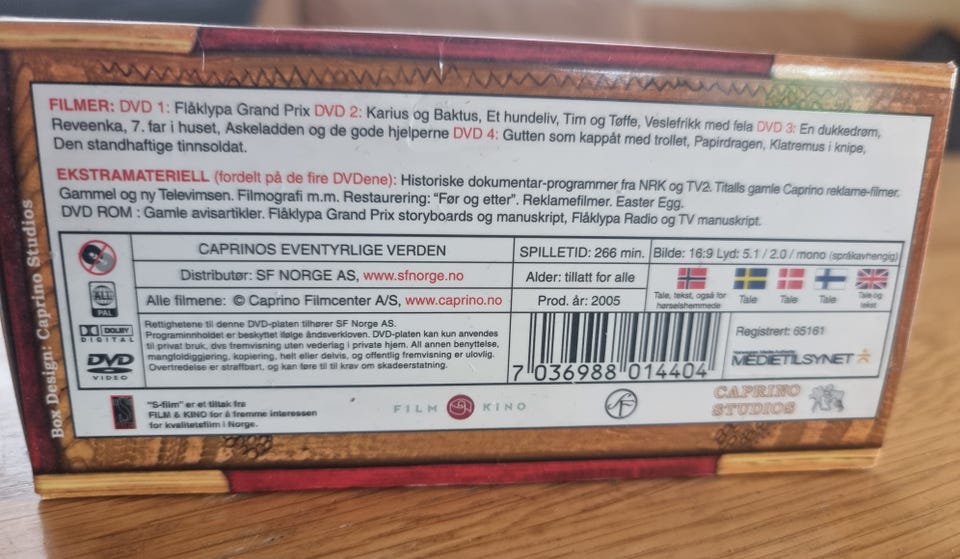 FILMER: DVD 1: Flåklypa Grand Prix DVD 2: Karius og Baktus, Et hundeliv, Tim og Tøffe, Veslefrikk med fela DVD 3: En dukkedrøm,
Reveenka, 7. far i huset, Askeladden og de gode hjelperne DVD 4: Gutten som kappåt med trollet, Papirdragen, Klatremus i knipe,
Den standhaftige tinnsoldat.
EKSTRAMATERIELL (fordelt på de fire DVDene): Historiske dokumentar-programmer fra NRK og TV2. Titalls gamle Caprino reklame-filmer.
Gammel og ny Televimsen. Filmografi m.m. Restaurering: "Før og etter". Reklamefilmer. Easter Egg.
DVD ROM : Gamle avisartikler. Flåklypa Grand Prix storyboards og manuskript, Flåklypa Radio og TV manuskript.
CAPRINOS EVENTYRLIGE VERDEN
SPILLETID: 266 min.
Bilde: 16:9 Lyd: 5.1 / 2.0 / mono (språkavhengig)
Distributør: SF NORGE AS, www.sfnorge.no
Alder: tillatt for alle
Tale, tekst, også for
hørselshemmede
Tale
Tale
Tale
Tale og
tekst
Alle filmene: © Caprino Filmcenter A/S, www.caprino.no
Prod. år: 2005
ALL
PAL
DOLBY
DIGITAL
DVD
VIDEO
Rettighetene til denne DVD-platen tilhører SF Norge AS.
Programinnholdet er beskyttet ifølge åndsverkloven. DVD-platen kan kun anvendes
til privat bruk, dvs fremvisning uten vederlag i privat hjem. All annen benyttelse,
mangfoldiggjøring, kopiering, helt eller delvis, og offentlig fremvisning er ulovlig.
Overtredelse er straffbart, og kan føre til til krav om skadeerstatning.
7 036988 014404
Registrert: 65161
MEDIETILSYNET
"S-film" er et tiltak fra
FILM & KINO for å fremme interessen
for kvalitetsfilm i Norge.
FILM KINO
SF
CAPRINO
STUDIOS
Box Design: Caprino Studios